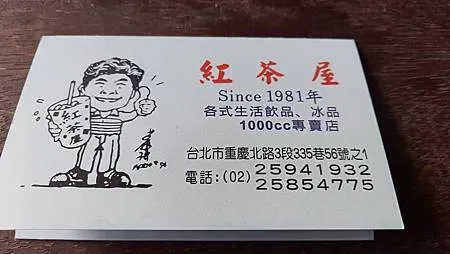 紅茶屋
Since 1981年
各式生活飲品、冰品
1000cc專賣店
台北市重慶北路3段335巷56號之1
電話:(02) 25941932
25854775
紅茶屋